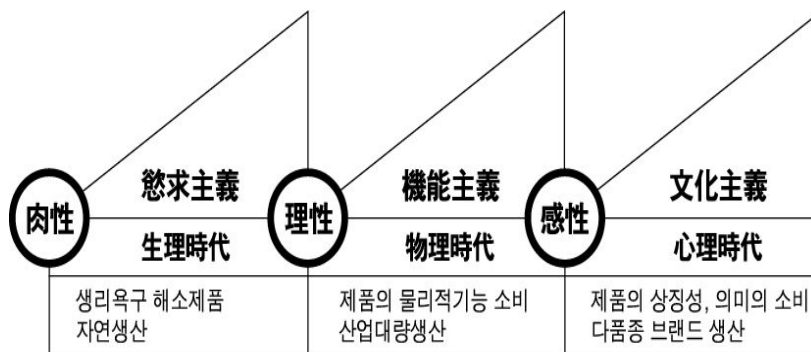 慾求主義
機能主義
文化主義
肉性
理性
感性
生理時代
物理時代
心理時代
생리욕구 해소제품
자연생산
제품의 물리적기능 소비
산업대량생산
제품의 상징성, 의미의 소비
다품종 브랜드 생산